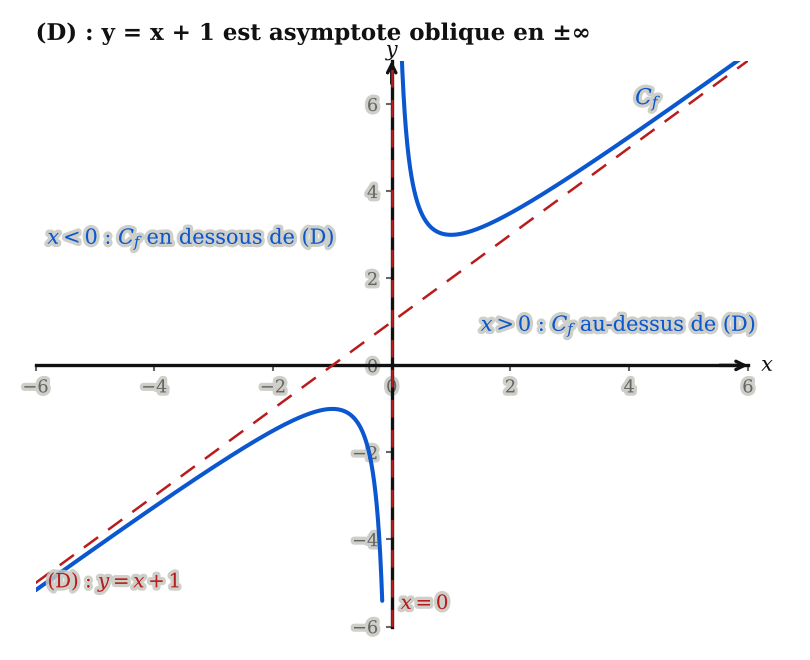 (D) : y = x + 1 est asymptote oblique en ±∞
y
6
C_f
4
x < 0 : C_f en dessous de (D)
2
x > 0 : C_f au-dessus de (D)
0
x
−6 −4 −2 0 2 4 6
−2
−4
(D) : y = x + 1
x = 0
−6